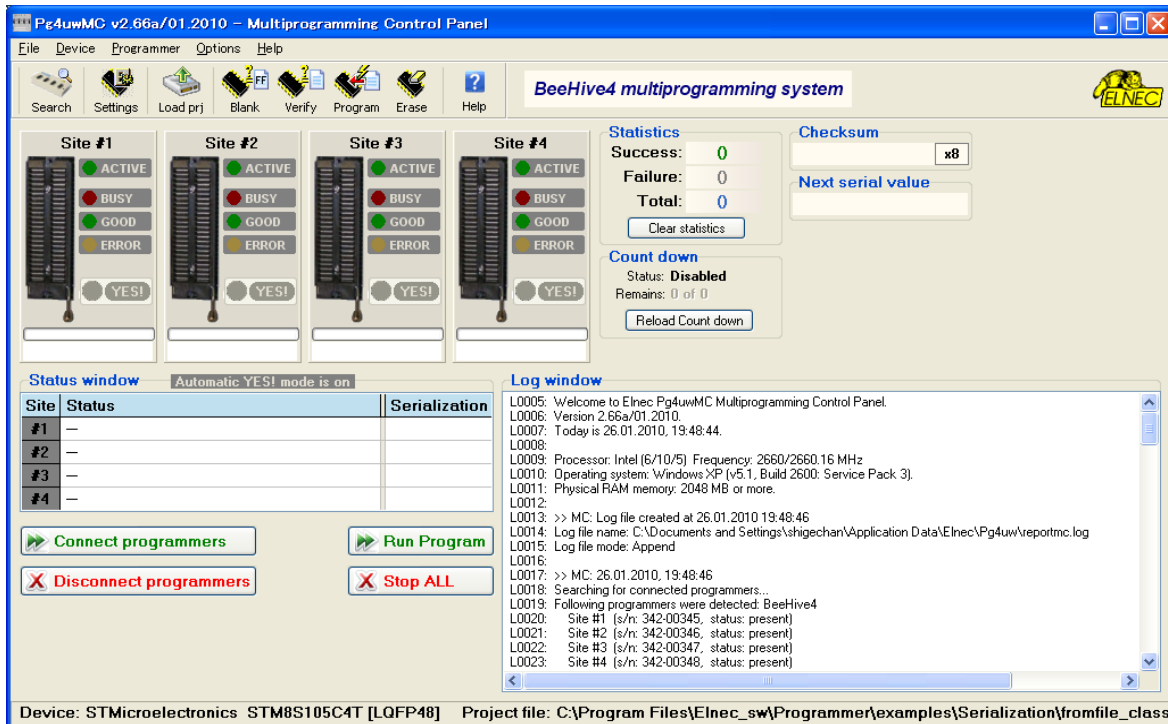 Pg4uwMC v2.66a/01.2010 - Multiprogramming Control Panel
File Device Programmer Options Help
Search Settings Load prj Blank Verify Program Erase Help
FF
?
BeeHive4 multiprogramming system
ELNEC
Site #1 Site #2 Site #3 Site #4
ACTIVE ACTIVE ACTIVE ACTIVE
BUSY BUSY BUSY BUSY
GOOD GOOD GOOD GOOD
ERROR ERROR ERROR ERROR
YES! YES! YES! YES!
Statistics
Success: 0
Failure: 0
Total: 0
Clear statistics
Count down
Status: Disabled
Remains: 0 of 0
Reload Count down
Checksum
x8
Next serial value
Status window Automatic YES! mode is on
Site Status Serialization
#1 —
#2 —
#3 —
#4 —
Connect programmers Run Program
Disconnect programmers Stop ALL
Log window
L0005: Welcome to Elnec Pg4uwMC Multiprogramming Control Panel.
L0006: Version 2.66a/01.2010.
L0007: Today is 26.01.2010, 19:48:44.
L0008:
L0009: Processor: Intel (6/10/5) Frequency: 2660/2660.16 MHz
L0010: Operating system: Windows XP (v5.1, Build 2600: Service Pack 3).
L0011: Physical RAM memory: 2048 MB or more.
L0012:
L0013: >> MC: Log file created at 26.01.2010 19:48:46
L0014: Log file name: C:\Documents and Settings\shigechan\Application Data\Elnec\Pg4uw\reportmc.log
L0015: Log file mode: Append
L0016:
L0017: >> MC: 26.01.2010, 19:48:46
L0018: Searching for connected programmers...
L0019: Following programmers were detected: BeeHive4
L0020: Site #1 (s/n: 342-00345, status: present)
L0021: Site #2 (s/n: 342-00346, status: present)
L0022: Site #3 (s/n: 342-00347, status: present)
L0023: Site #4 (s/n: 342-00348, status: present)
Device: STMicroelectronics STM8S105C4T [LQFP48] Project file: C:\Program Files\Elnec_sw\Programmer\examples\Serialization\fromfile_class